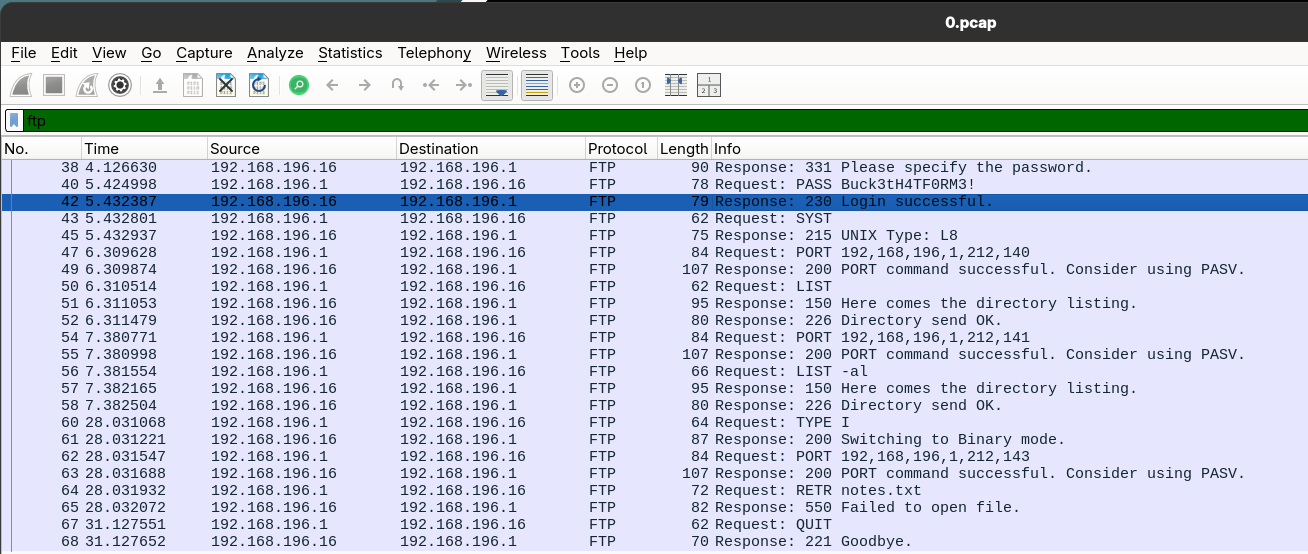 0.pcap
File Edit View Go Capture Analyze Statistics Telephony Wireless Tools Help
ftp
No. Time Source Destination Protocol Length Info
38 4.126630 192.168.196.16 192.168.196.1 FTP 90 Response: 331 Please specify the password.
40 5.424998 192.168.196.1 192.168.196.16 FTP 78 Request: PASS Buck3tH4TF0RM3!
42 5.432387 192.168.196.16 192.168.196.1 FTP 79 Response: 230 Login successful.
43 5.432801 192.168.196.1 192.168.196.16 FTP 62 Request: SYST
45 5.432937 192.168.196.16 192.168.196.1 FTP 75 Response: 215 UNIX Type: L8
47 6.309628 192.168.196.1 192.168.196.16 FTP 84 Request: PORT 192,168,196,1,212,140
49 6.309874 192.168.196.16 192.168.196.1 FTP 107 Response: 200 PORT command successful. Consider using PASV.
50 6.310514 192.168.196.1 192.168.196.16 FTP 62 Request: LIST
51 6.311053 192.168.196.16 192.168.196.1 FTP 95 Response: 150 Here comes the directory listing.
52 6.311479 192.168.196.16 192.168.196.1 FTP 80 Response: 226 Directory send OK.
54 7.380771 192.168.196.1 192.168.196.16 FTP 84 Request: PORT 192,168,196,1,212,141
55 7.380998 192.168.196.16 192.168.196.1 FTP 107 Response: 200 PORT command successful. Consider using PASV.
56 7.381554 192.168.196.1 192.168.196.16 FTP 66 Request: LIST -al
57 7.382165 192.168.196.16 192.168.196.1 FTP 95 Response: 150 Here comes the directory listing.
58 7.382504 192.168.196.16 192.168.196.1 FTP 80 Response: 226 Directory send OK.
60 28.031068 192.168.196.1 192.168.196.16 FTP 64 Request: TYPE I
61 28.031221 192.168.196.16 192.168.196.1 FTP 87 Response: 200 Switching to Binary mode.
62 28.031547 192.168.196.1 192.168.196.16 FTP 84 Request: PORT 192,168,196,1,212,143
63 28.031688 192.168.196.16 192.168.196.1 FTP 107 Response: 200 PORT command successful. Consider using PASV.
64 28.031932 192.168.196.1 192.168.196.16 FTP 72 Request: RETR notes.txt
65 28.032072 192.168.196.16 192.168.196.1 FTP 82 Response: 550 Failed to open file.
67 31.127551 192.168.196.1 192.168.196.16 FTP 62 Request: QUIT
68 31.127652 192.168.196.16 192.168.196.1 FTP 70 Response: 221 Goodbye.